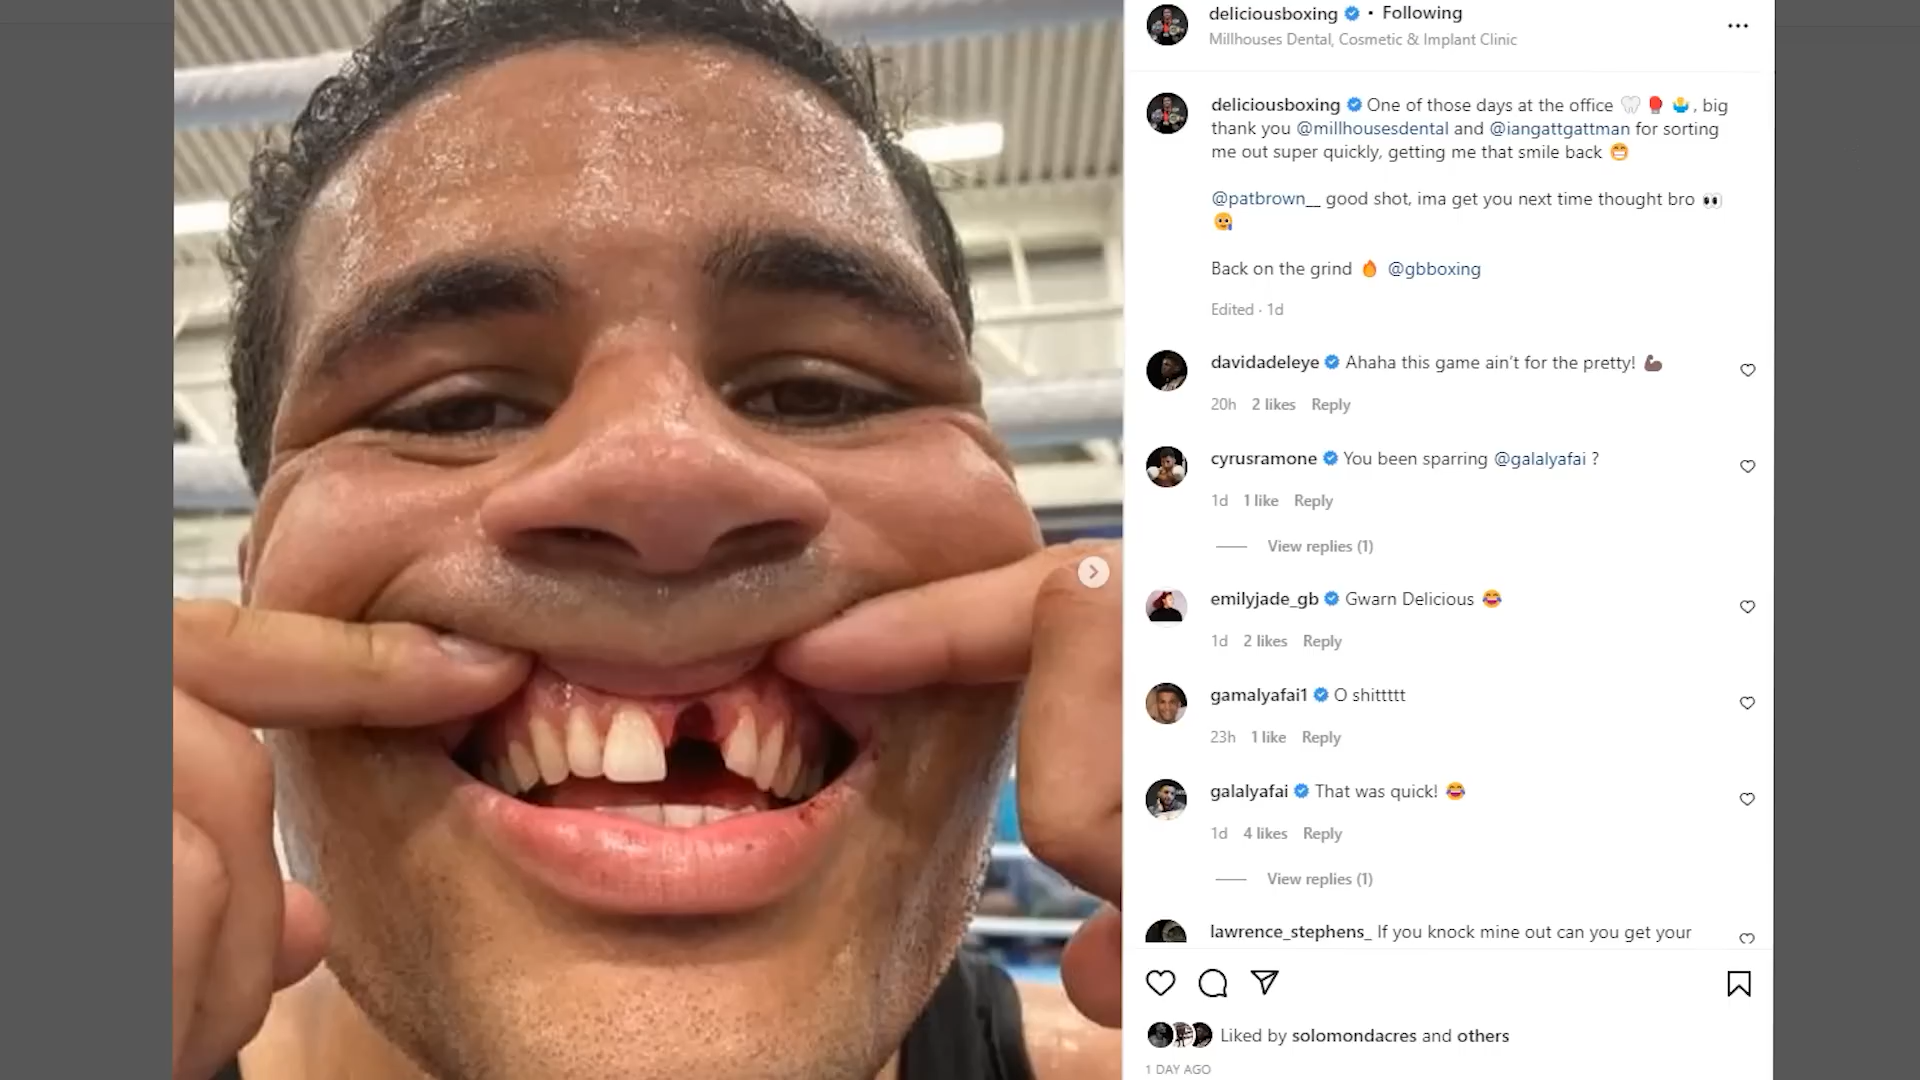 deliciousboxing • Following
Millhouses Dental, Cosmetic & Implant Clinic
deliciousboxing One of those days at the office 🦷 🥊 🤷‍♂️, big
thank you @millhousesdental and @iangattgattman for sorting
me out super quickly, getting me that smile back 😁
@patbrown__ good shot, ima get you next time thought bro 👀
🤕
Back on the grind 🔥 @gbboxing
Edited · 1d
davidadeleye Ahaha this game ain't for the pretty! 💪🏿
20h 2 likes Reply
cyrusramone You been sparring @galalyafai ?
1d 1 like Reply
View replies (1)
emilyjade_gb Gwarn Delicious 😂
1d 2 likes Reply
gamalyafai1 O shittttt
23h 1 like Reply
galalyafai That was quick! 😂
1d 4 likes Reply
View replies (1)
lawrence_stephens_ If you knock mine out can you get your
Liked by solomondacres and others
1 DAY AGO